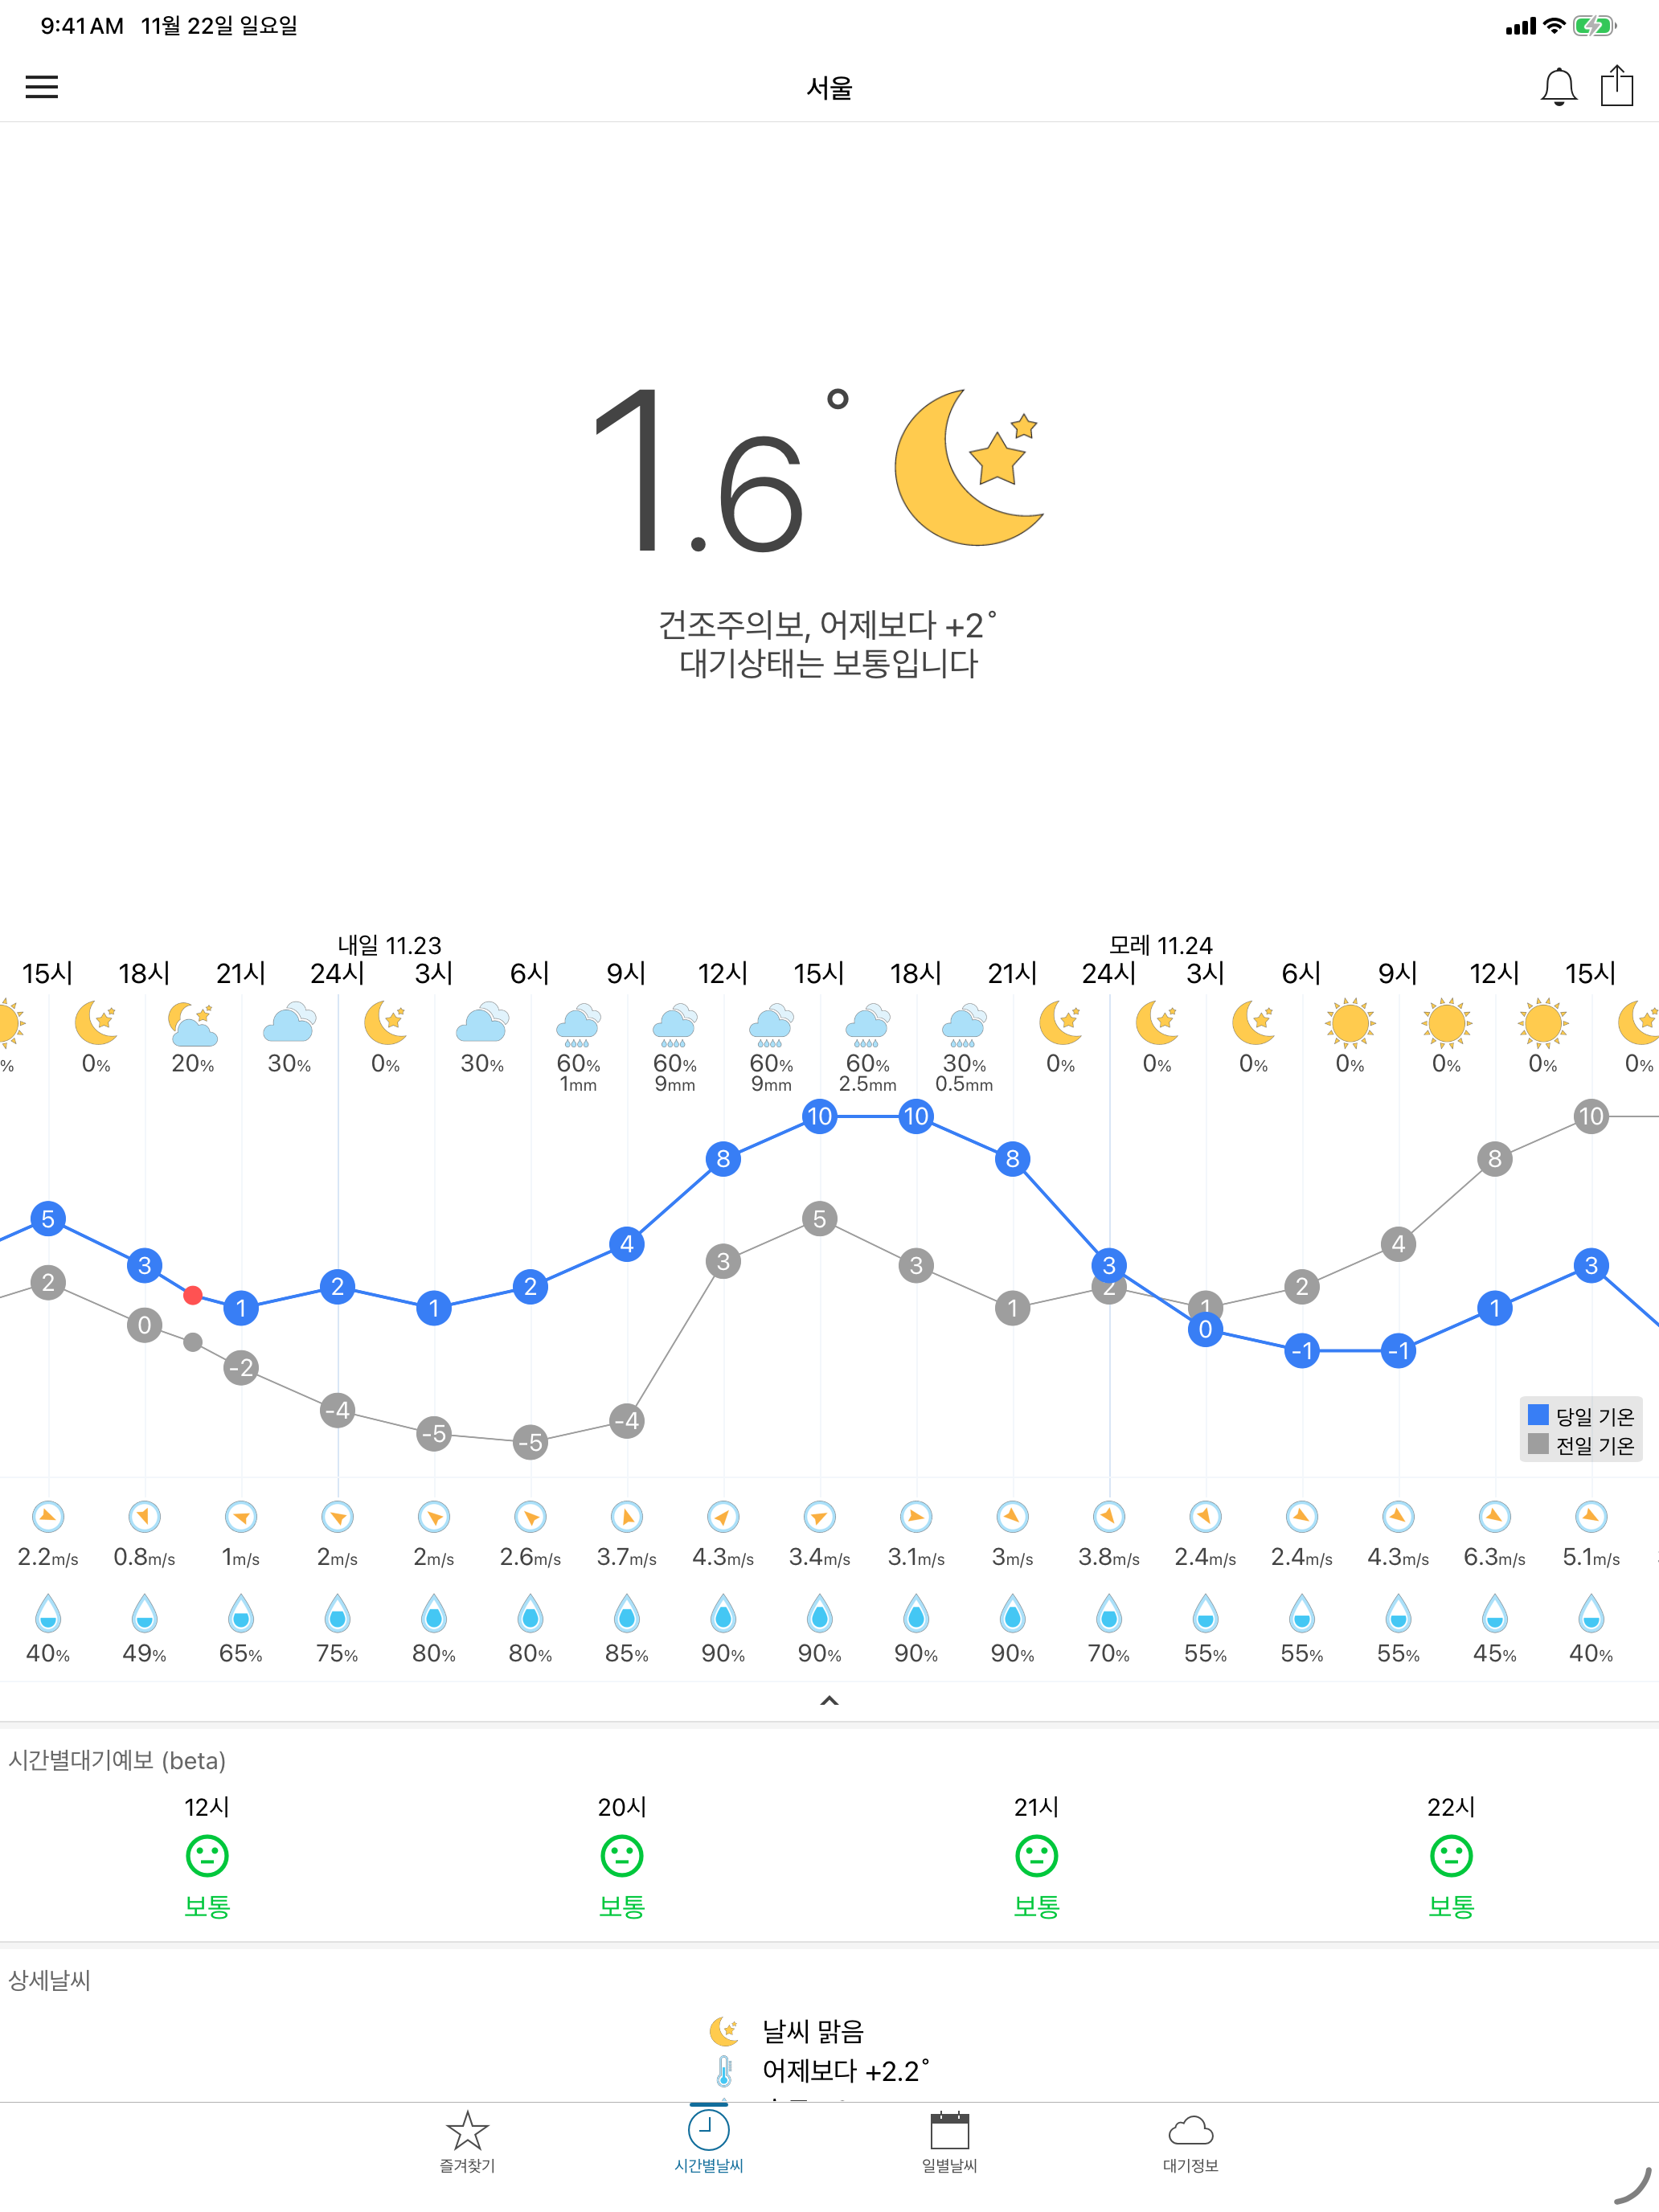 9:41 AM 11월 22일 일요일
서울
1.6°
건조주의보, 어제보다 +2°
대기상태는 보통입니다
내일 11.23 모레 11.24
15시 18시 21시 24시 3시 6시 9시 12시 15시 18시 21시 24시 3시 6시 9시 12시 15시
% 0% 20% 30% 0% 30% 60% 60% 60% 60% 30% 0% 0% 0% 0% 0% 0% 0%
1mm 9mm 9mm 2.5mm 0.5mm
5 3 1 2 1 2 4 8 10 10 8 3 0 -1 -1 1 3
2 0 -2 -4 -5 -5 -4 3 5 3 1 2 1 2 4 8 10
당일 기온
전일 기온
2.2m/s 0.8m/s 1m/s 2m/s 2m/s 2.6m/s 3.7m/s 4.3m/s 3.4m/s 3.1m/s 3m/s 3.8m/s 2.4m/s 2.4m/s 4.3m/s 6.3m/s 5.1m/s
40% 49% 65% 75% 80% 80% 85% 90% 90% 90% 90% 70% 55% 55% 55% 45% 40%
시간별대기예보 (beta)
12시 20시 21시 22시
보통 보통 보통 보통
상세날씨
날씨 맑음
어제보다 +2.2°
즐겨찾기 시간별날씨 일별날씨 대기정보